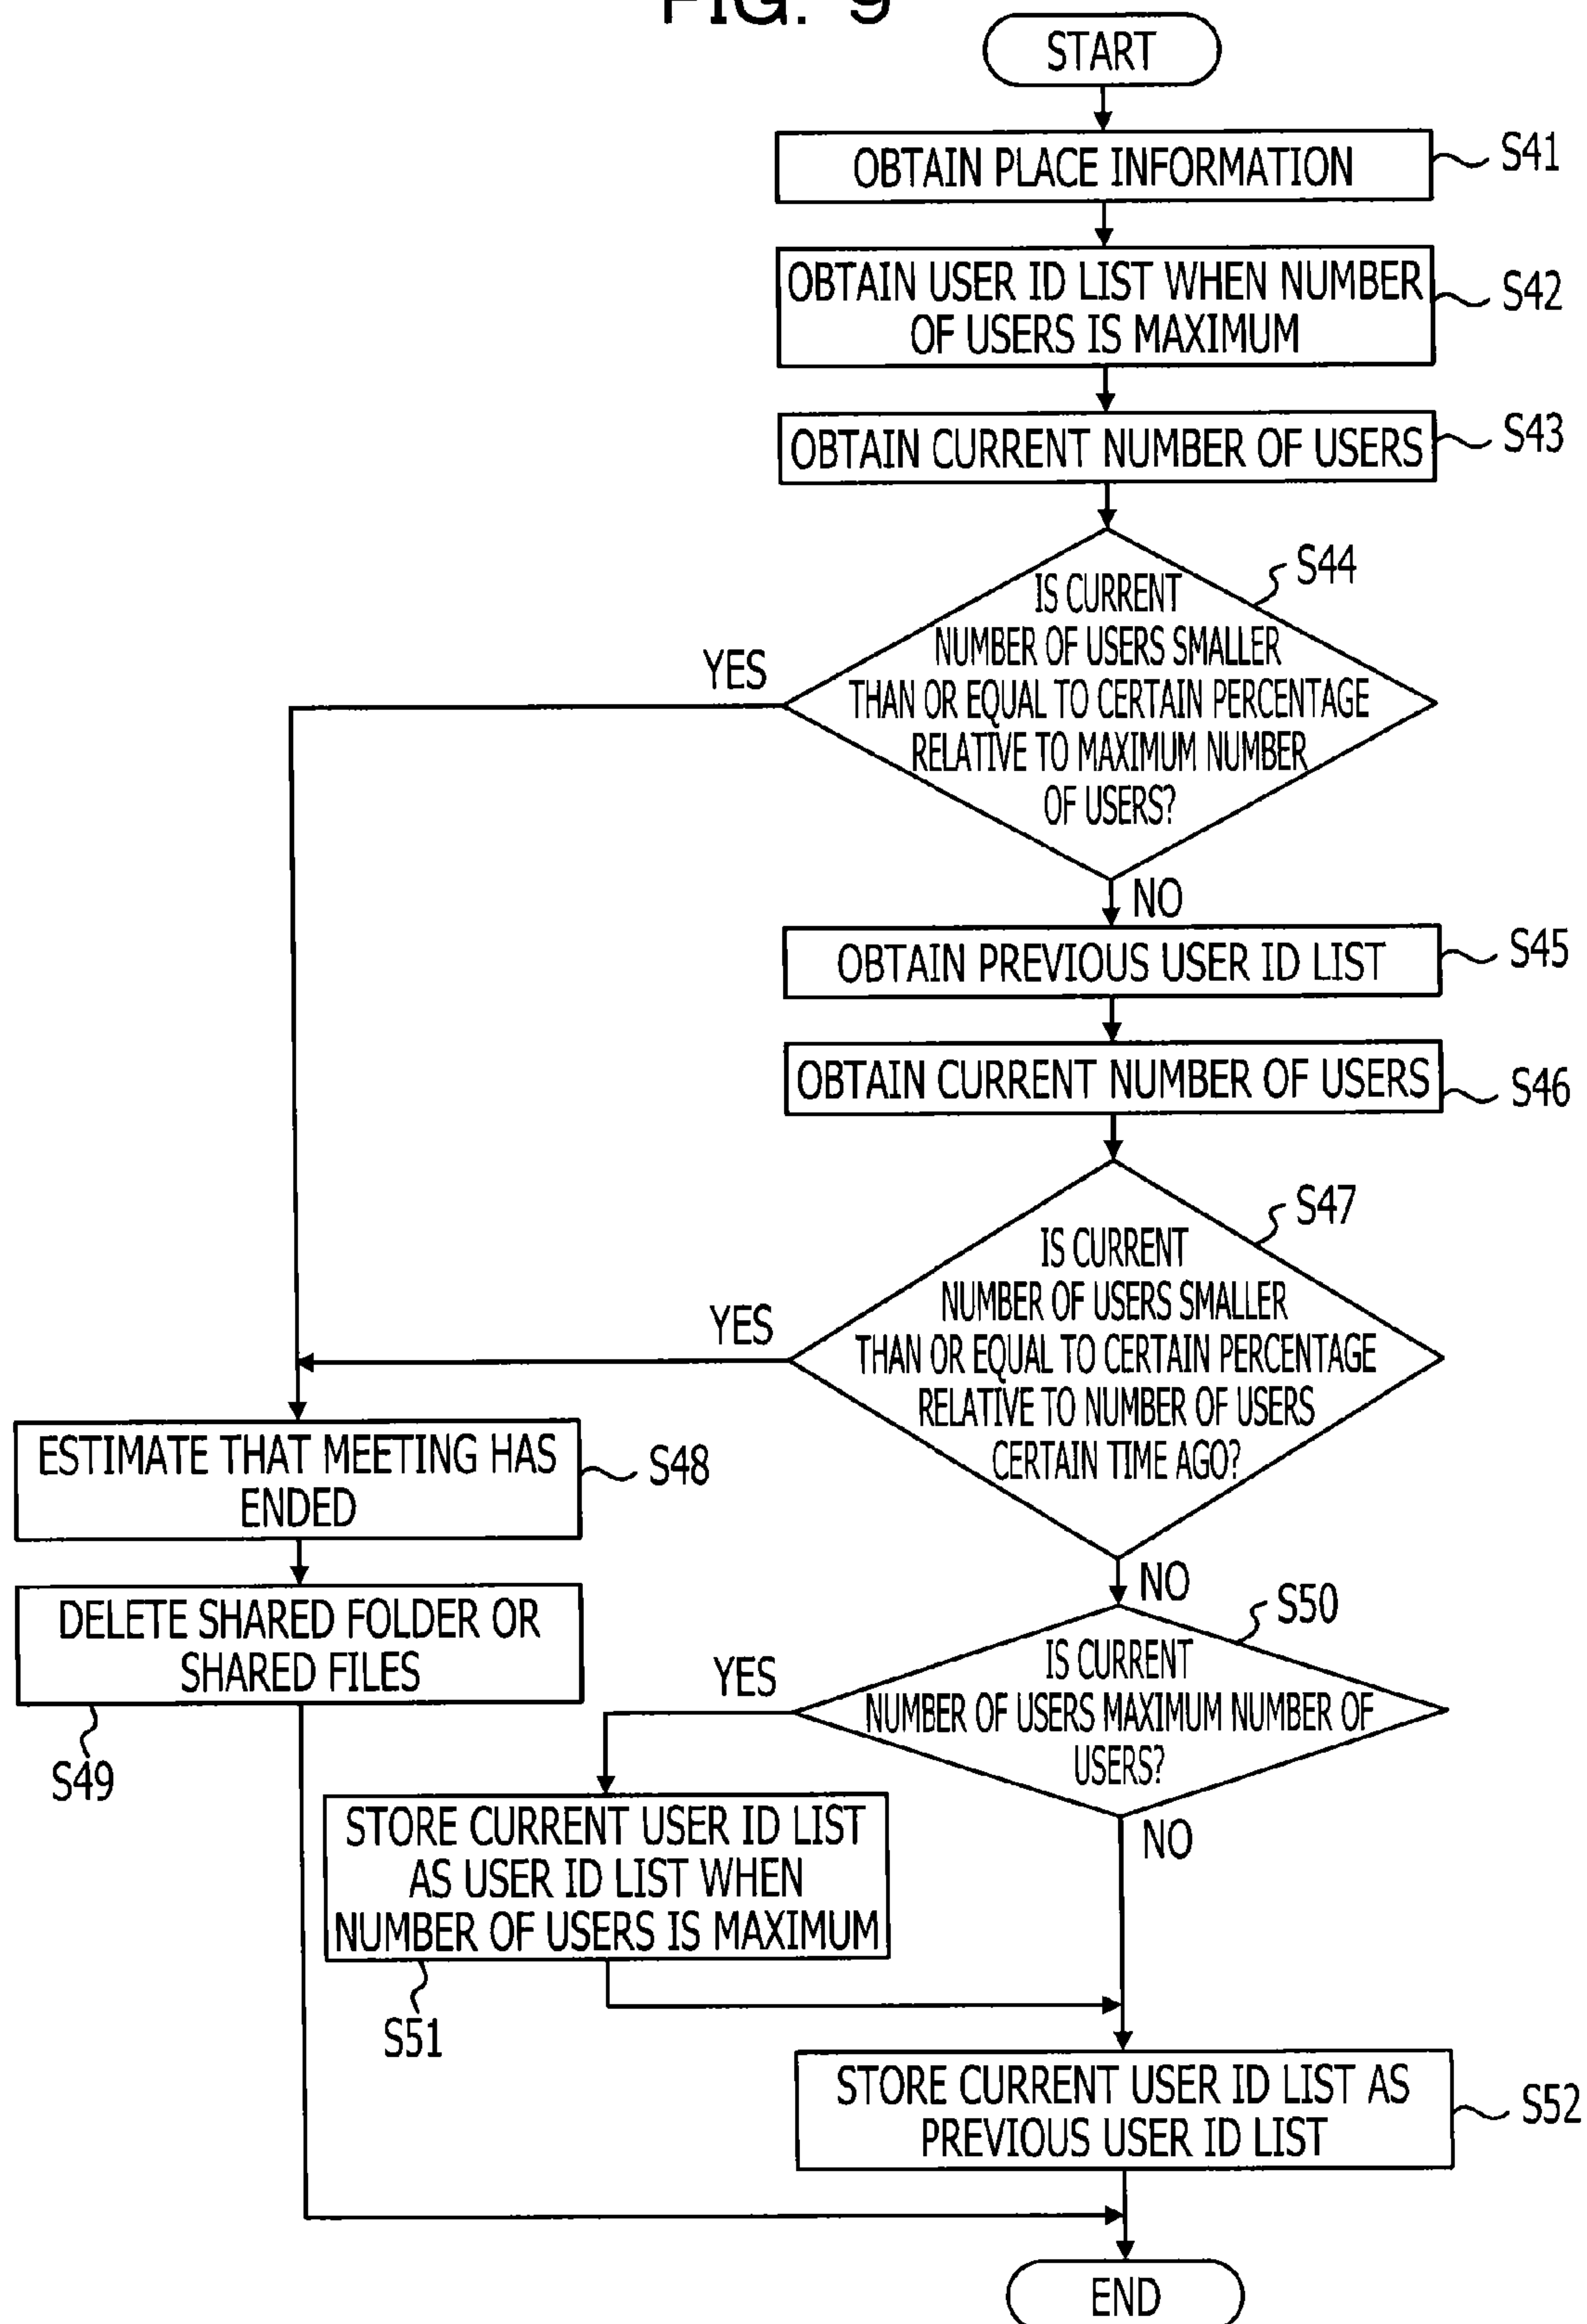 FIG. 9
START
OBTAIN PLACE INFORMATION
S41
OBTAIN USER ID LIST WHEN NUMBER
OF USERS IS MAXIMUM
S42
OBTAIN CURRENT NUMBER OF USERS
S43
S44
IS CURRENT
NUMBER OF USERS SMALLER
THAN OR EQUAL TO CERTAIN PERCENTAGE
RELATIVE TO MAXIMUM NUMBER
OF USERS?
YES
NO
OBTAIN PREVIOUS USER ID LIST
S45
OBTAIN CURRENT NUMBER OF USERS
S46
S47
IS CURRENT
NUMBER OF USERS SMALLER
THAN OR EQUAL TO CERTAIN PERCENTAGE
RELATIVE TO NUMBER OF USERS
CERTAIN TIME AGO?
YES
NO
ESTIMATE THAT MEETING HAS
ENDED
S48
DELETE SHARED FOLDER OR
SHARED FILES
S49
S50
IS CURRENT
NUMBER OF USERS MAXIMUM NUMBER OF
USERS?
YES
NO
STORE CURRENT USER ID LIST
AS USER ID LIST WHEN
NUMBER OF USERS IS MAXIMUM
S51
STORE CURRENT USER ID LIST AS
PREVIOUS USER ID LIST
S52
END